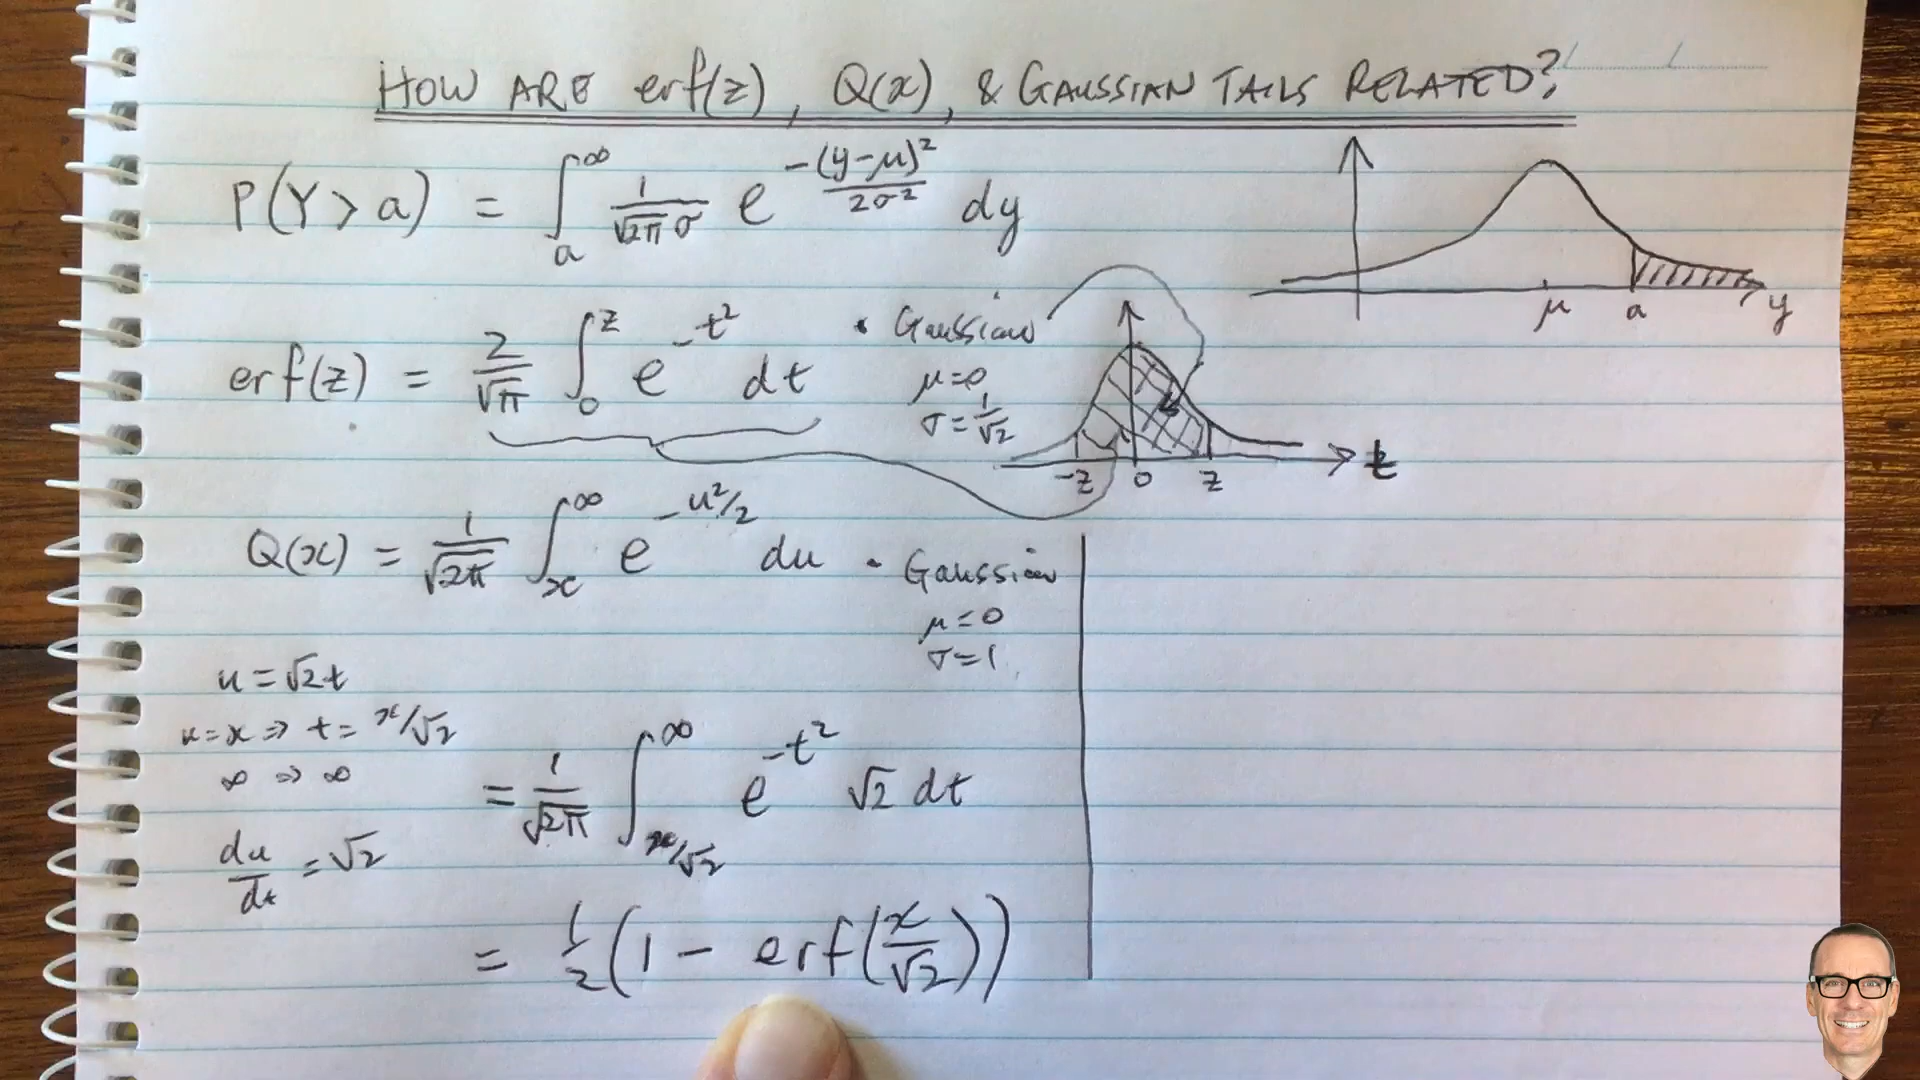 HOW ARE erf(z), Q(x), & GAUSSIAN TAILS RELATED?
P(Y > a) = ∫_a^∞ 1/(√2π σ) e^(-(y-μ)²/2σ²) dy
μ a y
erf(z) = 2/√π ∫_0^z e^(-t²) dt
• Gaussian
μ=0
σ=1/√2
-z 0 z t
Q(x) = 1/√2π ∫_x^∞ e^(-u²/2) du
• Gaussian
μ=0
σ=1
u = √2t
u=x ⇒ t= x/√2
∞ ⇒ ∞
du/dt = √2
= 1/√2π ∫_(x/√2)^∞ e^(-t²) √2 dt
= 1/2 (1 - erf(x/√2))